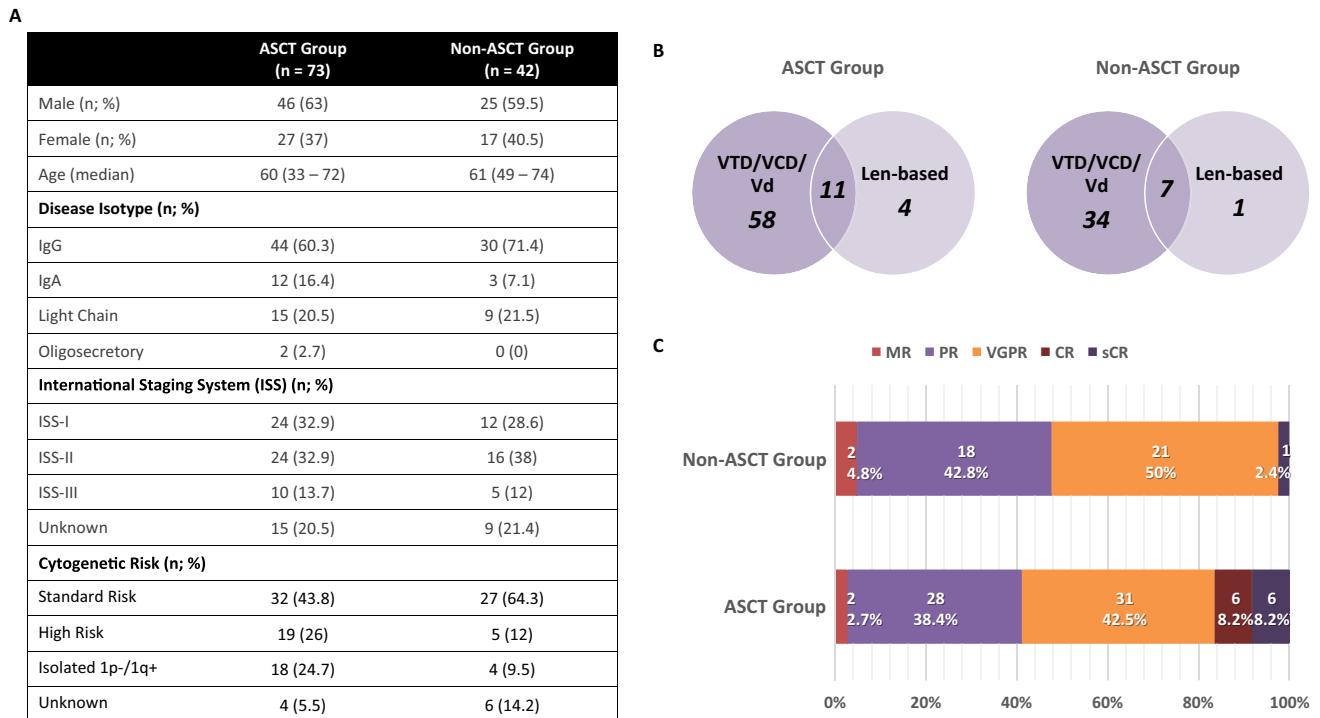 A
ASCT Group Non-ASCT Group
(n = 73) (n = 42)
Male (n; %) 46 (63) 25 (59.5)
Female (n; %) 27 (37) 17 (40.5)
Age (median) 60 (33 – 72) 61 (49 – 74)
Disease Isotype (n; %)
IgG 44 (60.3) 30 (71.4)
IgA 12 (16.4) 3 (7.1)
Light Chain 15 (20.5) 9 (21.5)
Oligosecretory 2 (2.7) 0 (0)
International Staging System (ISS) (n; %)
ISS-I 24 (32.9) 12 (28.6)
ISS-II 24 (32.9) 16 (38)
ISS-III 10 (13.7) 5 (12)
Unknown 15 (20.5) 9 (21.4)
Cytogenetic Risk (n; %)
Standard Risk 32 (43.8) 27 (64.3)
High Risk 19 (26) 5 (12)
Isolated 1p-/1q+ 18 (24.7) 4 (9.5)
Unknown 4 (5.5) 6 (14.2)
B
ASCT Group
VTD/VCD/
Vd
58
11
Len-based
4
Non-ASCT Group
VTD/VCD/
Vd
34
7
Len-based
1
C
MR PR VGPR CR sCR
Non-ASCT Group
2 18 21 1
4.8% 42.8% 50% 2.4%
ASCT Group
2 28 31 6 6
2.7% 38.4% 42.5% 8.2% 8.2%
0% 20% 40% 60% 80% 100%